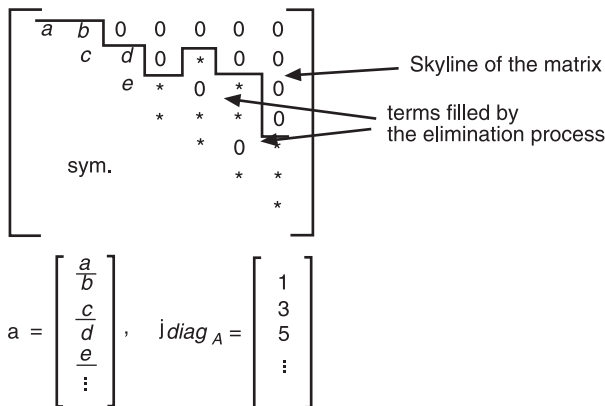 a b 0 0 0 0 0
c d 0 * 0 0
e * 0 * 0
Skyline of the matrix
* * * 0
terms filled by
the elimination process
* 0 *
sym.
* *
*
a = [ a b c d e ⋮ ] , jdiag A = [ 1 3 5 ⋮ ]